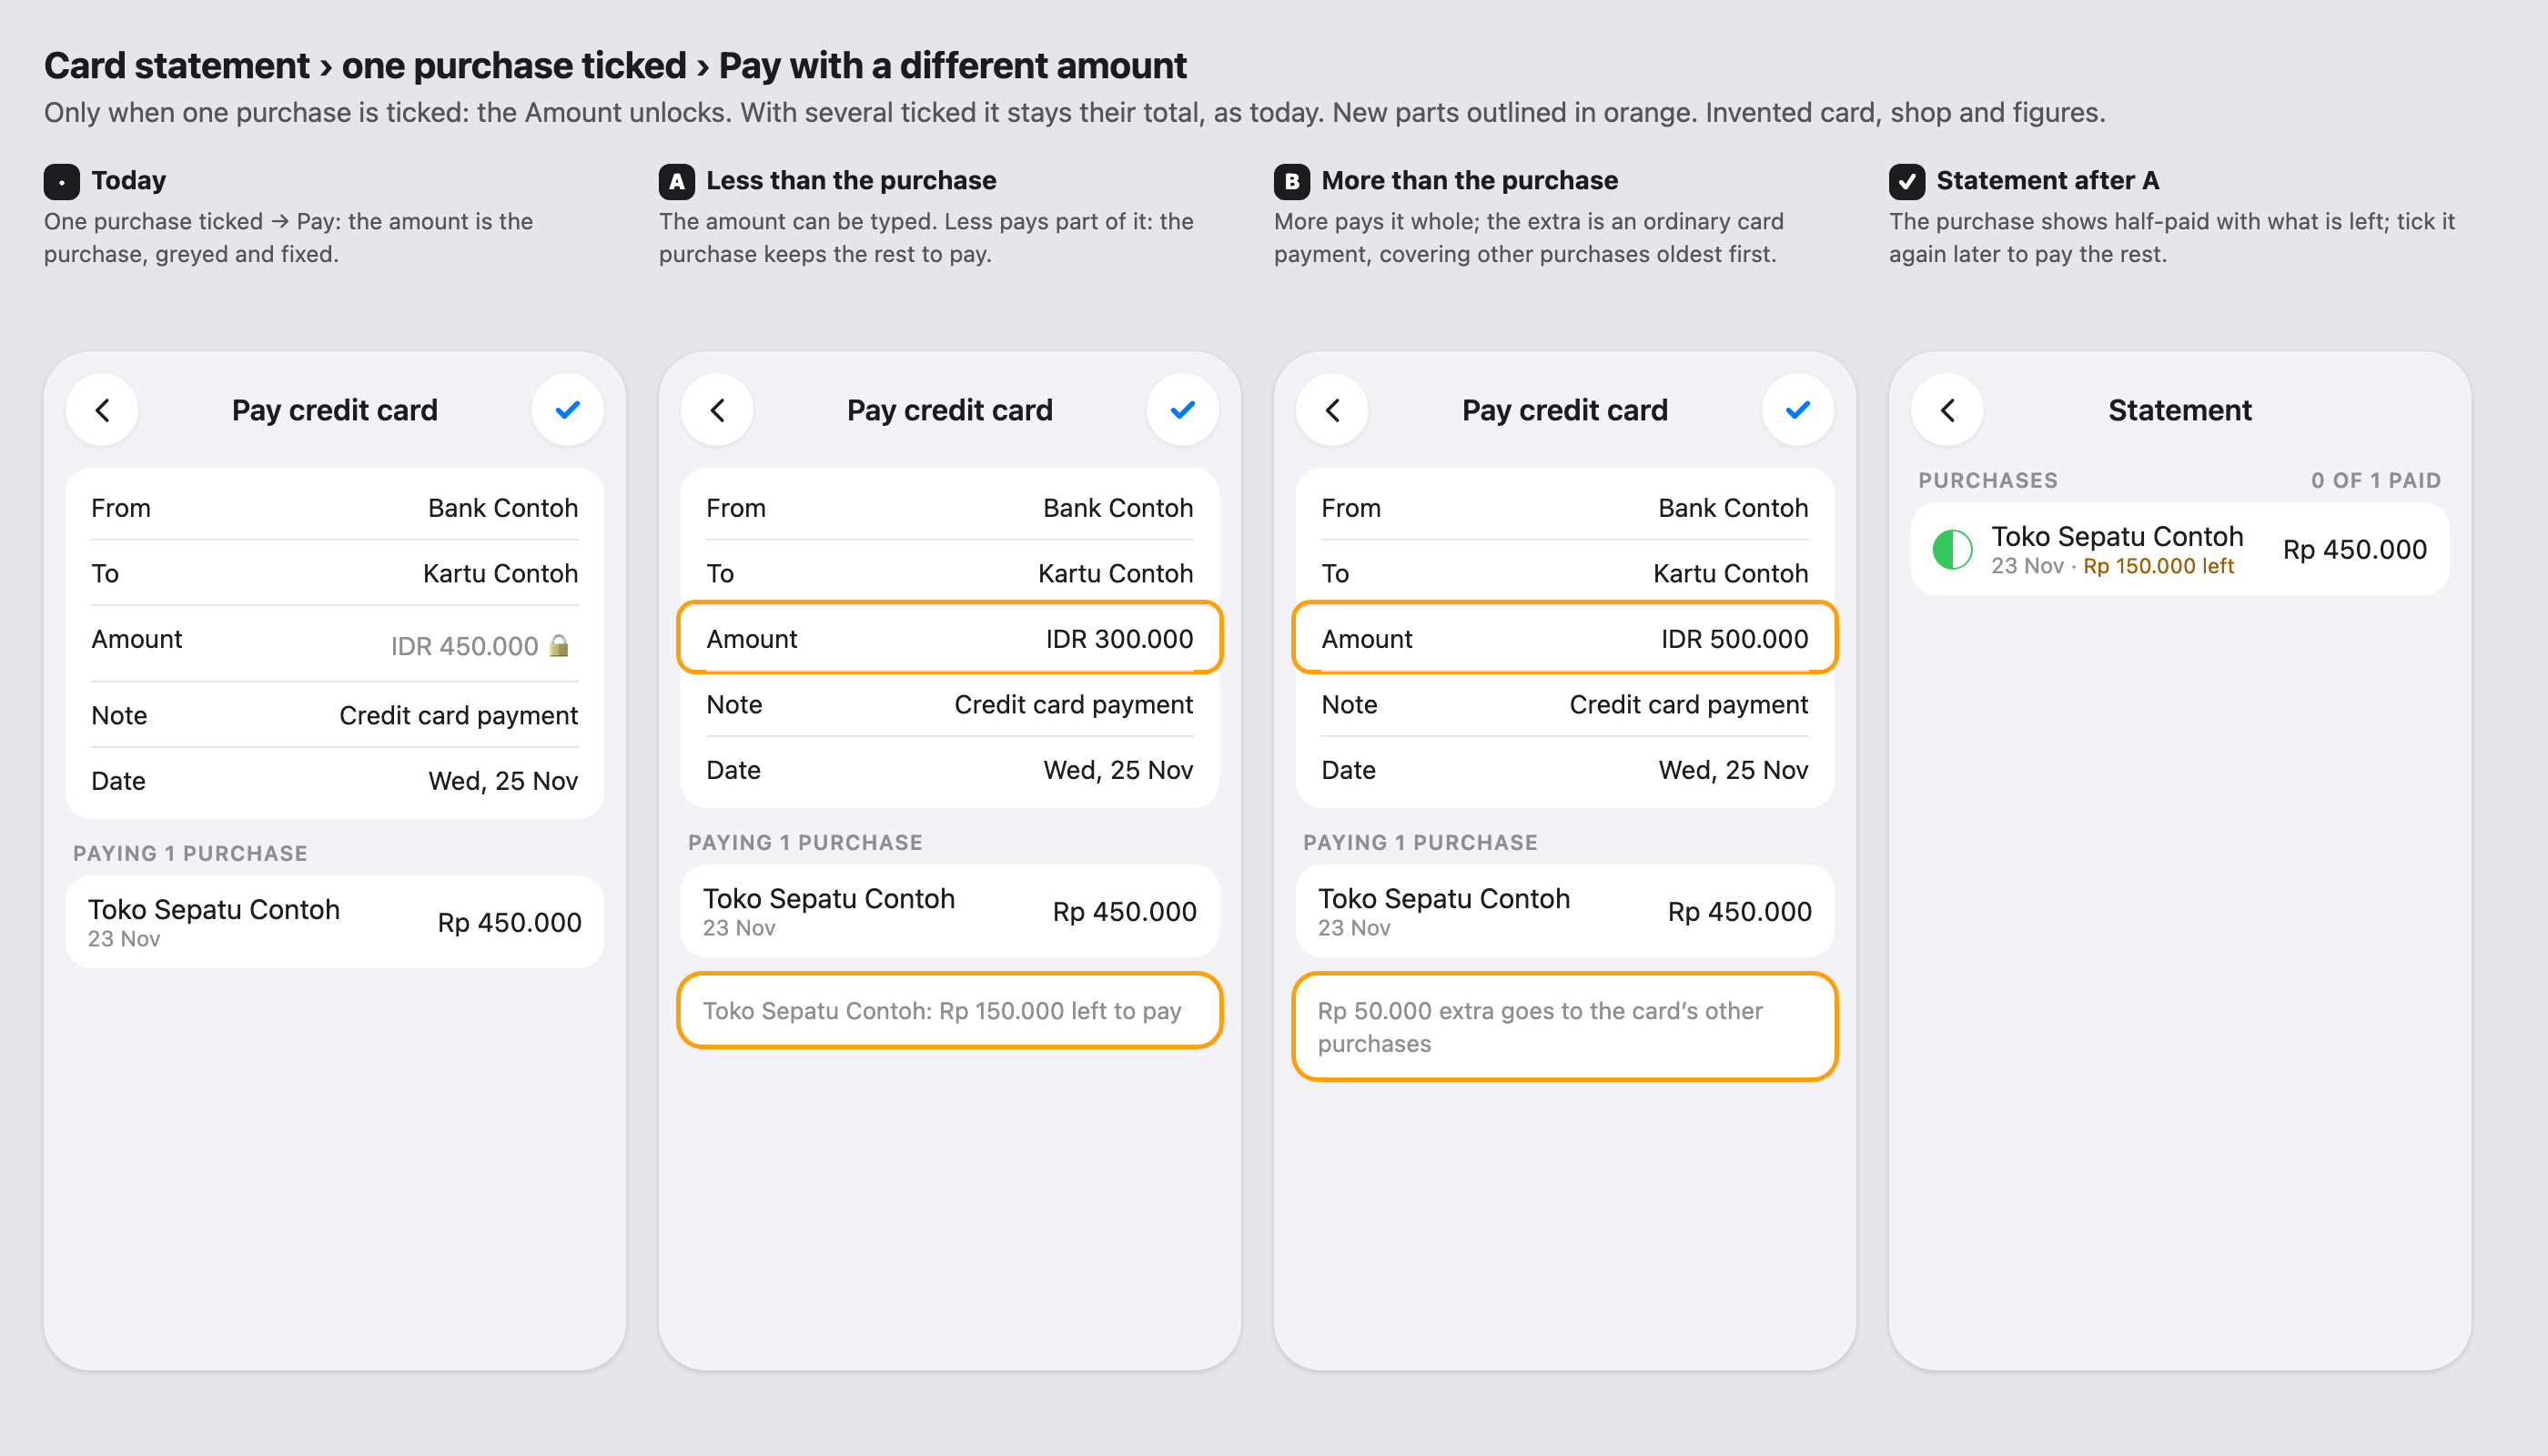 Card statement › one purchase ticked › Pay with a different amount
Only when one purchase is ticked: the Amount unlocks. With several ticked it stays their total, as today. New parts outlined in orange. Invented card, shop and figures.
Today
One purchase ticked → Pay: the amount is the
purchase, greyed and fixed.
A Less than the purchase
The amount can be typed. Less pays part of it: the
purchase keeps the rest to pay.
B More than the purchase
More pays it whole; the extra is an ordinary card
payment, covering other purchases oldest first.
✓ Statement after A
The purchase shows half-paid with what is left; tick it
again later to pay the rest.
Pay credit card
From Bank Contoh
To Kartu Contoh
Amount IDR 450.000
Note Credit card payment
Date Wed, 25 Nov
PAYING 1 PURCHASE
Toko Sepatu Contoh Rp 450.000
23 Nov
Pay credit card
From Bank Contoh
To Kartu Contoh
Amount IDR 300.000
Note Credit card payment
Date Wed, 25 Nov
PAYING 1 PURCHASE
Toko Sepatu Contoh Rp 450.000
23 Nov
Toko Sepatu Contoh: Rp 150.000 left to pay
Pay credit card
From Bank Contoh
To Kartu Contoh
Amount IDR 500.000
Note Credit card payment
Date Wed, 25 Nov
PAYING 1 PURCHASE
Toko Sepatu Contoh Rp 450.000
23 Nov
Rp 50.000 extra goes to the card’s other
purchases
Statement
PURCHASES 0 OF 1 PAID
Toko Sepatu Contoh Rp 450.000
23 Nov · Rp 150.000 left